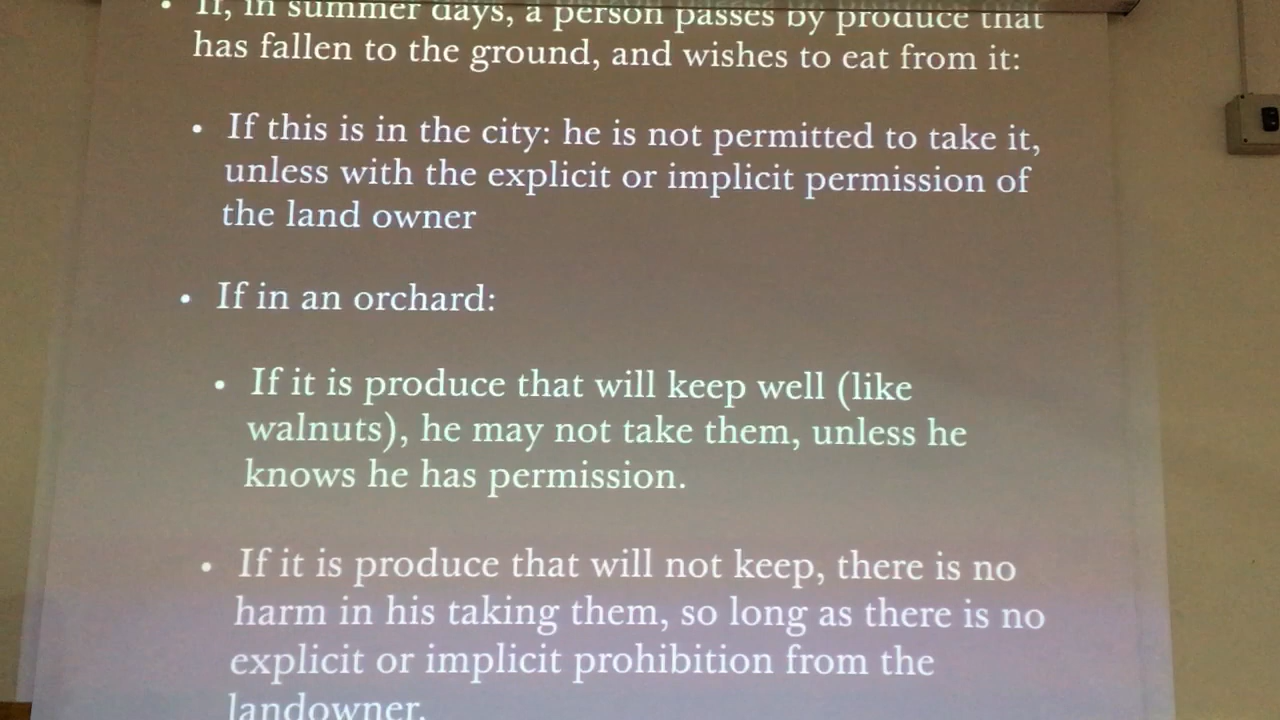 • If, in summer days, a person passes by produce that
has fallen to the ground, and wishes to eat from it:
• If this is in the city: he is not permitted to take it,
unless with the explicit or implicit permission of
the land owner
• If in an orchard:
• If it is produce that will keep well (like
walnuts), he may not take them, unless he
knows he has permission.
• If it is produce that will not keep, there is no
harm in his taking them, so long as there is no
explicit or implicit prohibition from the
landowner.